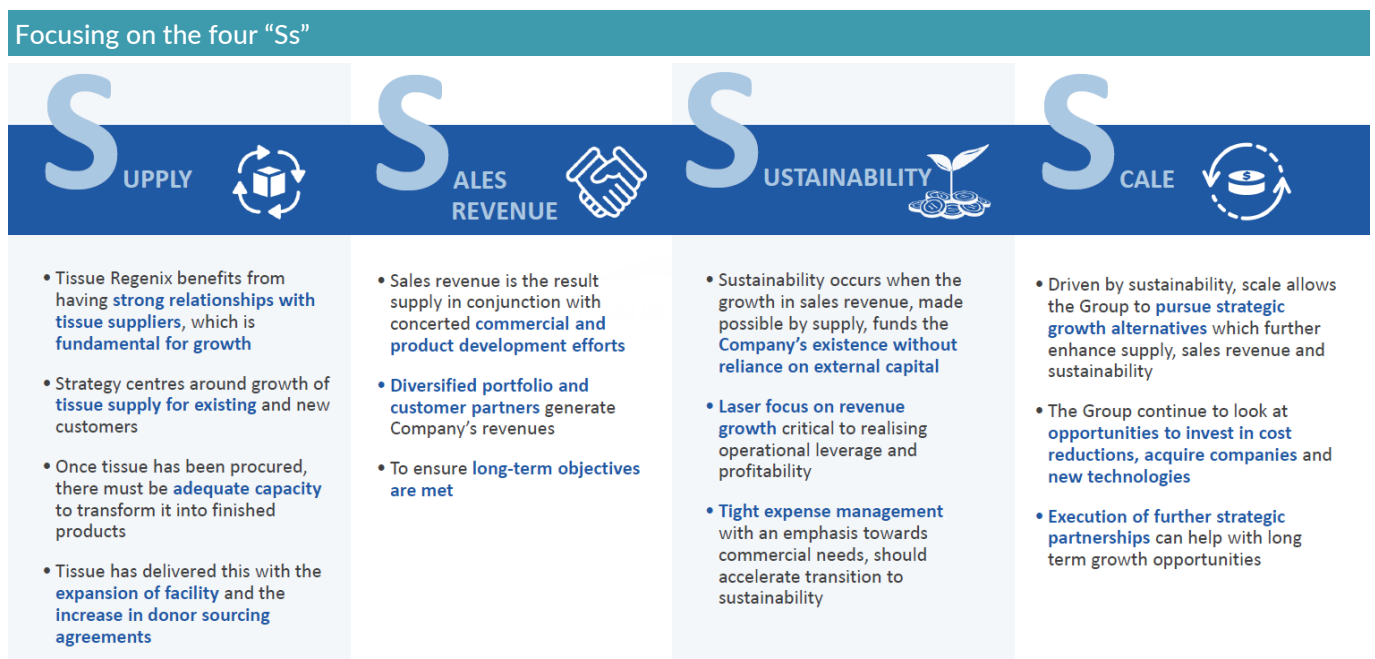 Focusing on the four “Ss”
SUPPLY
• Tissue Regenix benefits from
having strong relationships with
tissue suppliers, which is
fundamental for growth
• Strategy centres around growth of
tissue supply for existing and new
customers
• Once tissue has been procured,
there must be adequate capacity
to transform it into finished
products
• Tissue has delivered this with the
expansion of facility and the
increase in donor sourcing
agreements
SALES
REVENUE
• Sales revenue is the result
supply in conjunction with
concerted commercial and
product development efforts
• Diversified portfolio and
customer partners generate
Company’s revenues
• To ensure long-term objectives
are met
SUSTAINABILITY
• Sustainability occurs when the
growth in sales revenue, made
possible by supply, funds the
Company’s existence without
reliance on external capital
• Laser focus on revenue
growth critical to realising
operational leverage and
profitability
• Tight expense management
with an emphasis towards
commercial needs, should
accelerate transition to
sustainability
SCALE
$
• Driven by sustainability, scale allows
the Group to pursue strategic
growth alternatives which further
enhance supply, sales revenue and
sustainability
• The Group continue to look at
opportunities to invest in cost
reductions, acquire companies and
new technologies
• Execution of further strategic
partnerships can help with long
term growth opportunities